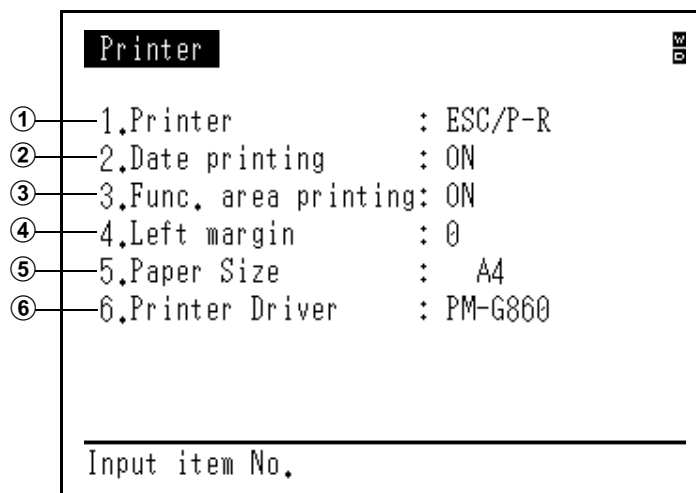 Printer WD
① 1.Printer : ESC/P-R
② 2.Date printing : ON
③ 3.Func. area printing: ON
④ 4.Left margin : 0
⑤ 5.Paper Size : A4
⑥ 6.Printer Driver : PM-G860
Input item No.